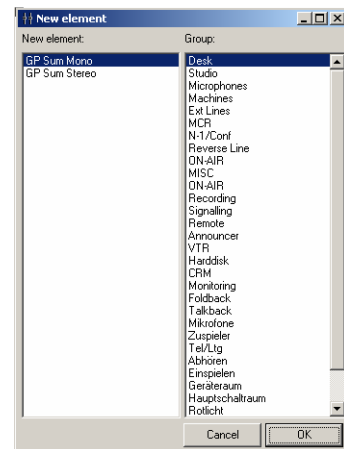 New element
New element:
Group:
GP Sum Mono
GP Sum Stereo
Desk
Studio
Microphones
Machines
Ext Lines
MCR
N-1/Conf
Reverse Line
ON-AIR
MISC
ON-AIR
Recording
Signalling
Remote
Announcer
VTR
Harddisk
CRM
Monitoring
Foldback
Talkback
Mikrofone
Zuspieler
Tel/Ltg
Abhören
Einspielen
Geräteraum
Hauptschaltraum
Rotlicht
Cancel
OK